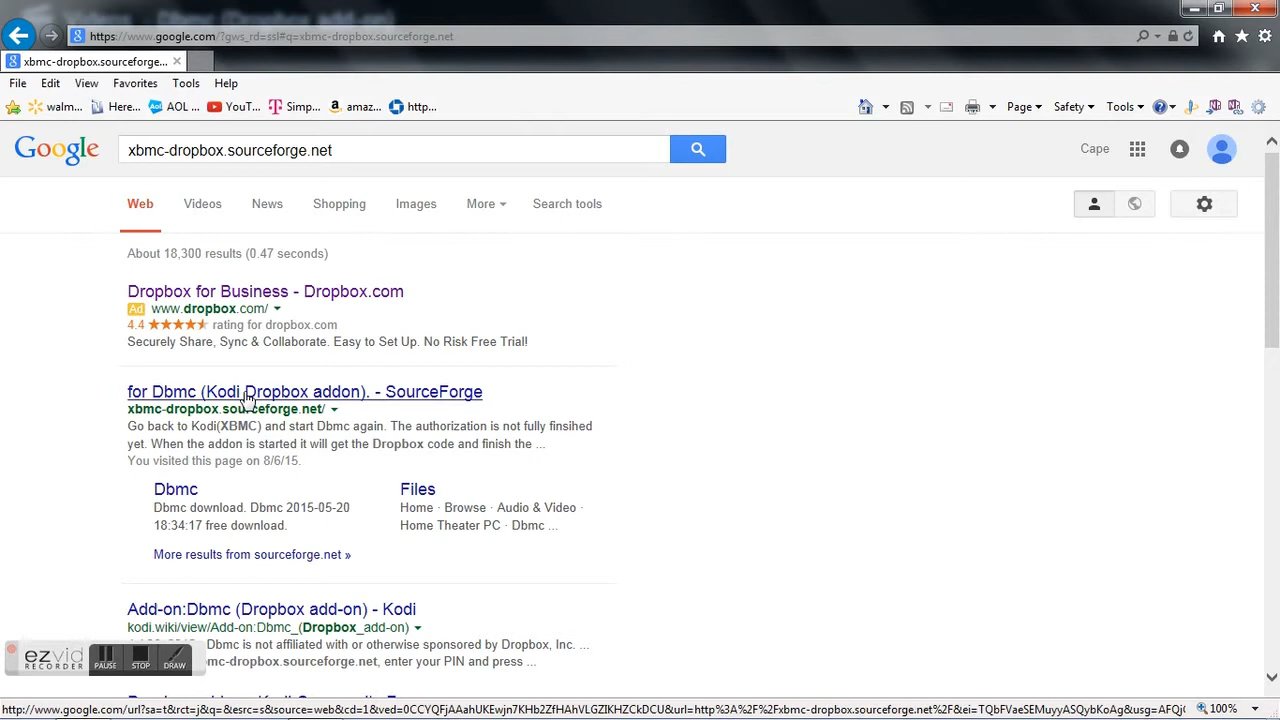 https://www.google.com/?gws_rd=ssl#q=xbmc-dropbox.sourceforge.net
xbmc-dropbox.sourceforge...
File Edit View Favorites Tools Help
walm... Here... AOL ... YouT... Simp... amaz... http... Page Safety Tools
Google xbmc-dropbox.sourceforge.net Cape
Web Videos News Shopping Images More Search tools
About 18,300 results (0.47 seconds)
Dropbox for Business - Dropbox.com
Ad www.dropbox.com/
4.4 rating for dropbox.com
Securely Share, Sync & Collaborate. Easy to Set Up. No Risk Free Trial!
for Dbmc (Kodi Dropbox addon). - SourceForge
xbmc-dropbox.sourceforge.net/
Go back to Kodi(XBMC) and start Dbmc again. The authorization is not fully finsihed
yet. When the addon is started it will get the Dropbox code and finish the ...
You visited this page on 8/6/15.
Dbmc Files
Dbmc download. Dbmc 2015-05-20 Home · Browse · Audio & Video ·
18:34:17 free download. Home Theater PC · Dbmc ...
More results from sourceforge.net »
Add-on:Dbmc (Dropbox add-on) - Kodi
kodi.wiki/view/Add-on:Dbmc_(Dropbox_add-on)
Dbmc is not affiliated with or otherwise sponsored by Dropbox, Inc. ...
mc-dropbox.sourceforge.net, enter your PIN and press ...
ezvid
RECORDER PAUSE STOP DRAW
100%